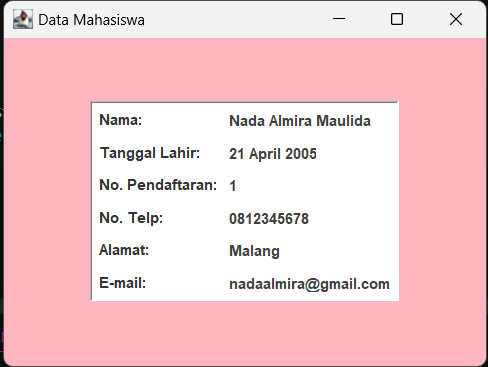 Data Mahasiswa
Nama: Nada Almira Maulida
Tanggal Lahir: 21 April 2005
No. Pendaftaran: 1
No. Telp: 0812345678
Alamat: Malang
E-mail: nadaalmira@gmail.com